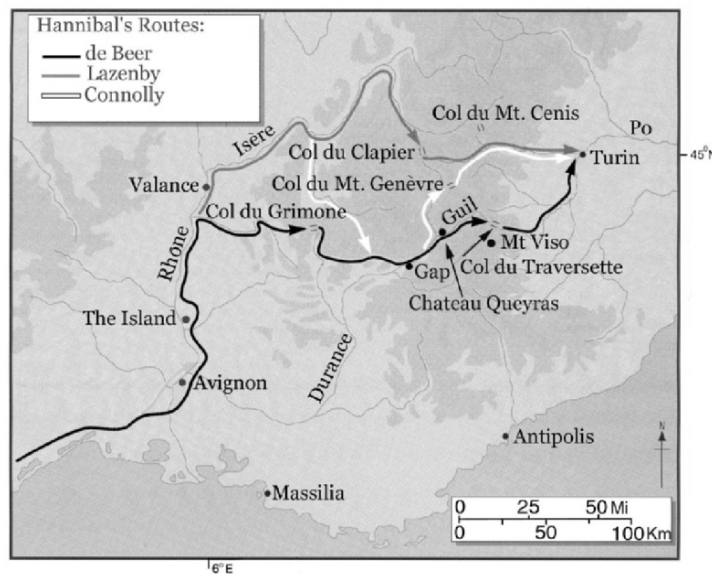 Hannibal's Routes:
de Beer
Lazenby
Connolly
Col du Mt. Cenis
Po
Isère
Col du Clapier
Turin
45°N
Valance
Col du Mt. Genèvre
Col du Grimone
Guil
Rhône
Mt Viso
Gap
Col du Traversette
Chateau Queyras
The Island
Durance
Avignon
Antipolis
N
Massilia
0 25 50 Mi
0 50 100 Km
6°E